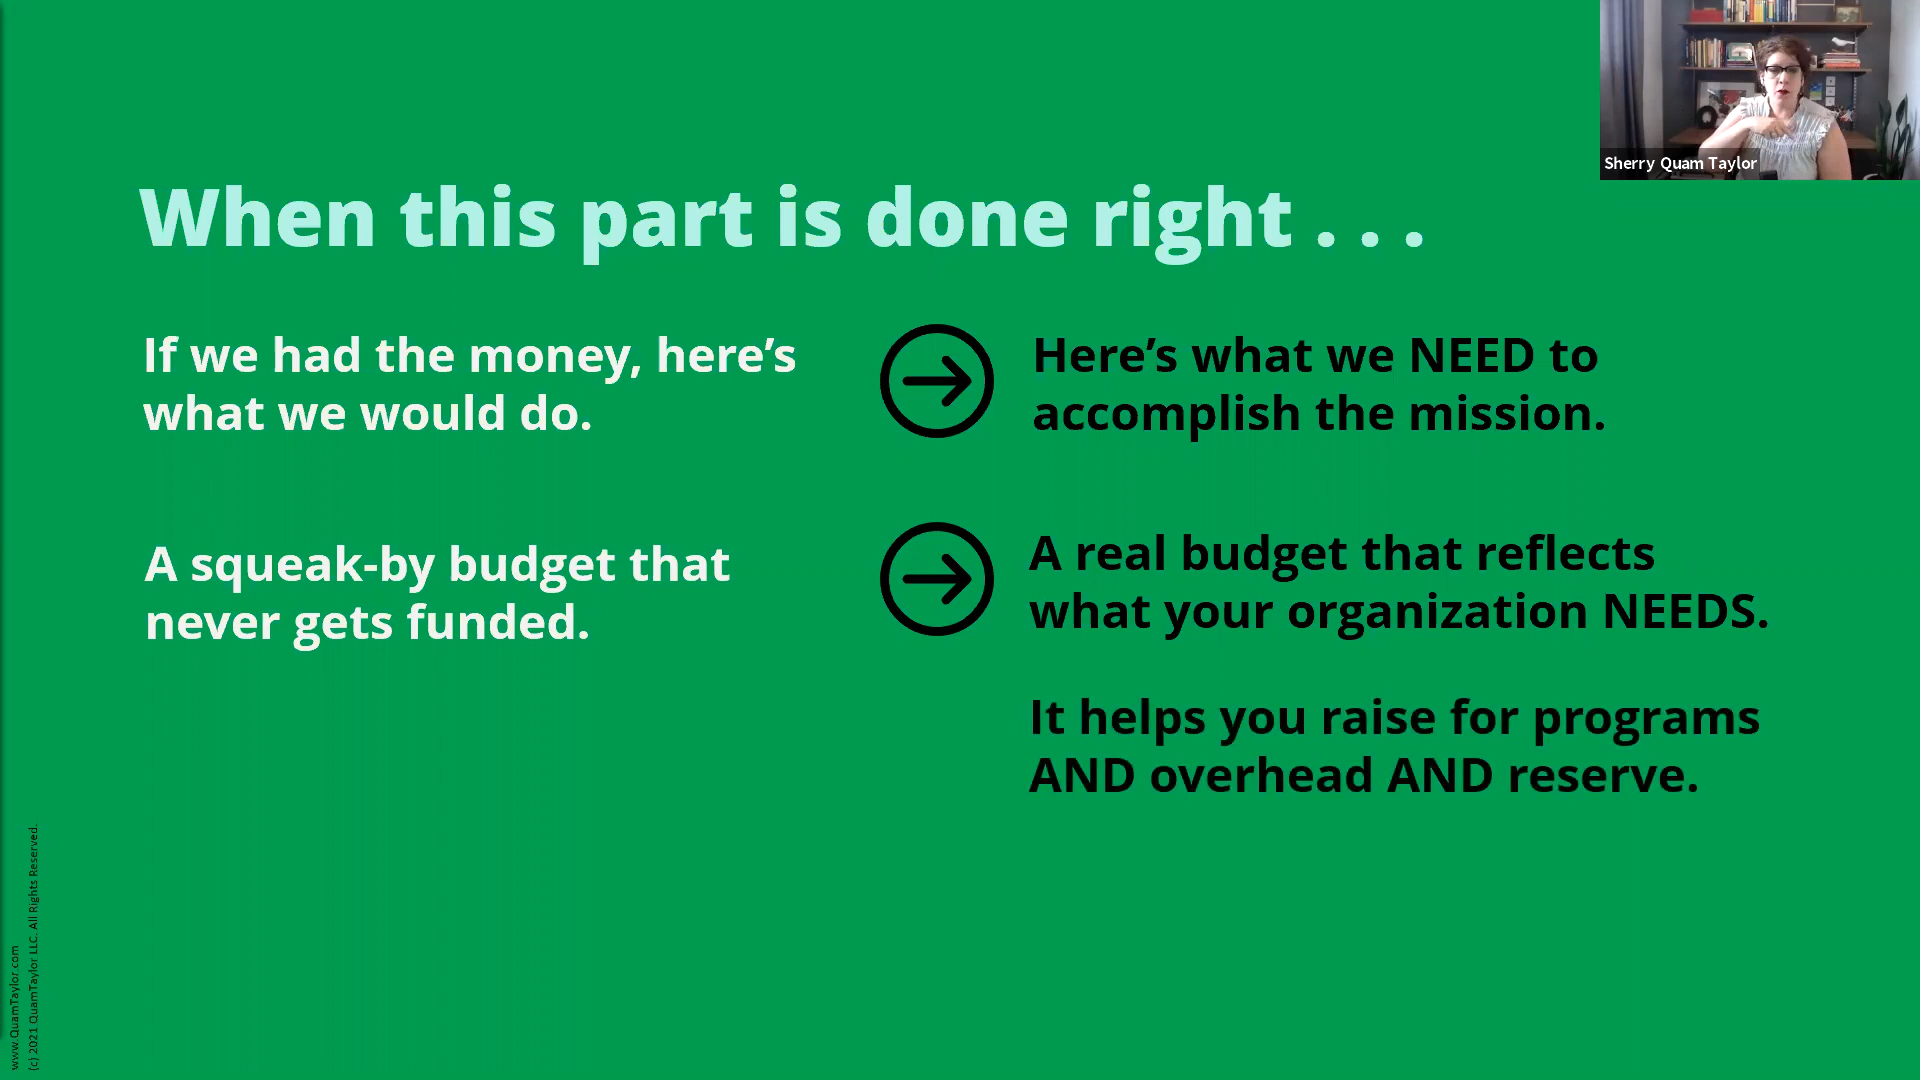 Sherry Quam Taylor
When this part is done right . . .
If we had the money, here’s
what we would do.
Here’s what we NEED to
accomplish the mission.
A squeak-by budget that
never gets funded.
A real budget that reflects
what your organization NEEDS.
It helps you raise for programs
AND overhead AND reserve.
www.QuamTaylor.com
(c) 2021 QuamTaylor LLC. All Rights Reserved.